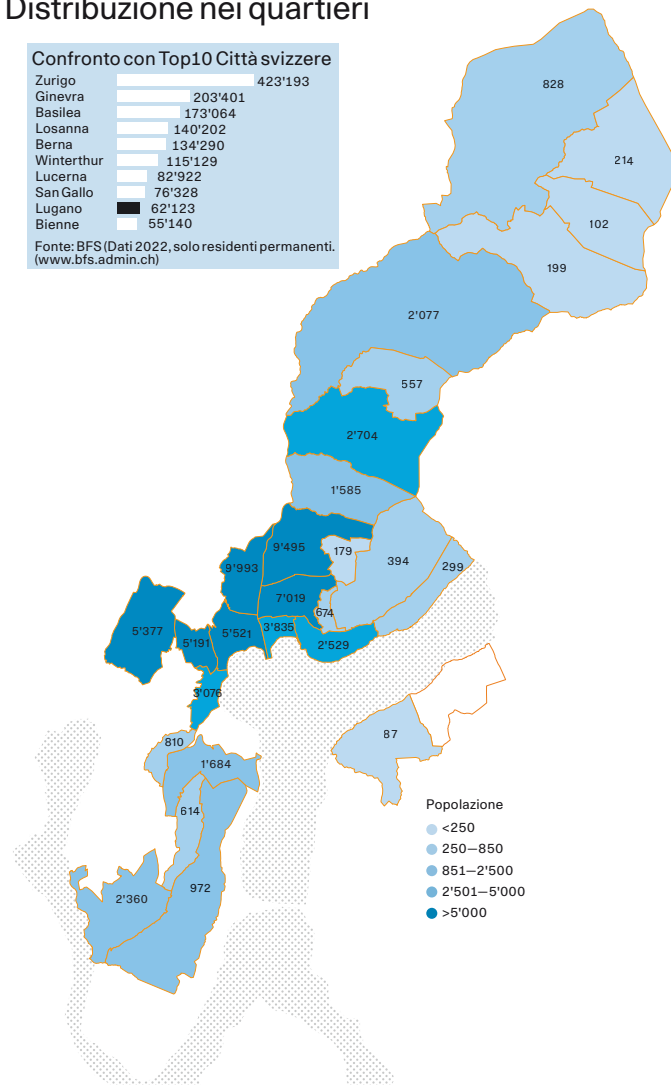 Distribuzione nei quartieri
Confronto con Top10 Città svizzere
Zurigo 423'193
Ginevra 203'401
Basilea 173'064
Losanna 140'202
Berna 134'290
Winterthur 115'129
Lucerna 82'922
San Gallo 76'328
Lugano 62'123
Bienne 55'140
Fonte: BFS (Dati 2022, solo residenti permanenti.
(www.bfs.admin.ch)
828
214
102
199
2'077
557
2'704
1'585
9'495
179
394
299
9'993
7'019
674
5'377
5'191
5'521
3'835
2'529
3'076
87
810
1'684
614
972
2'360
Popolazione
<250
250—850
851—2'500
2'501—5'000
>5'000